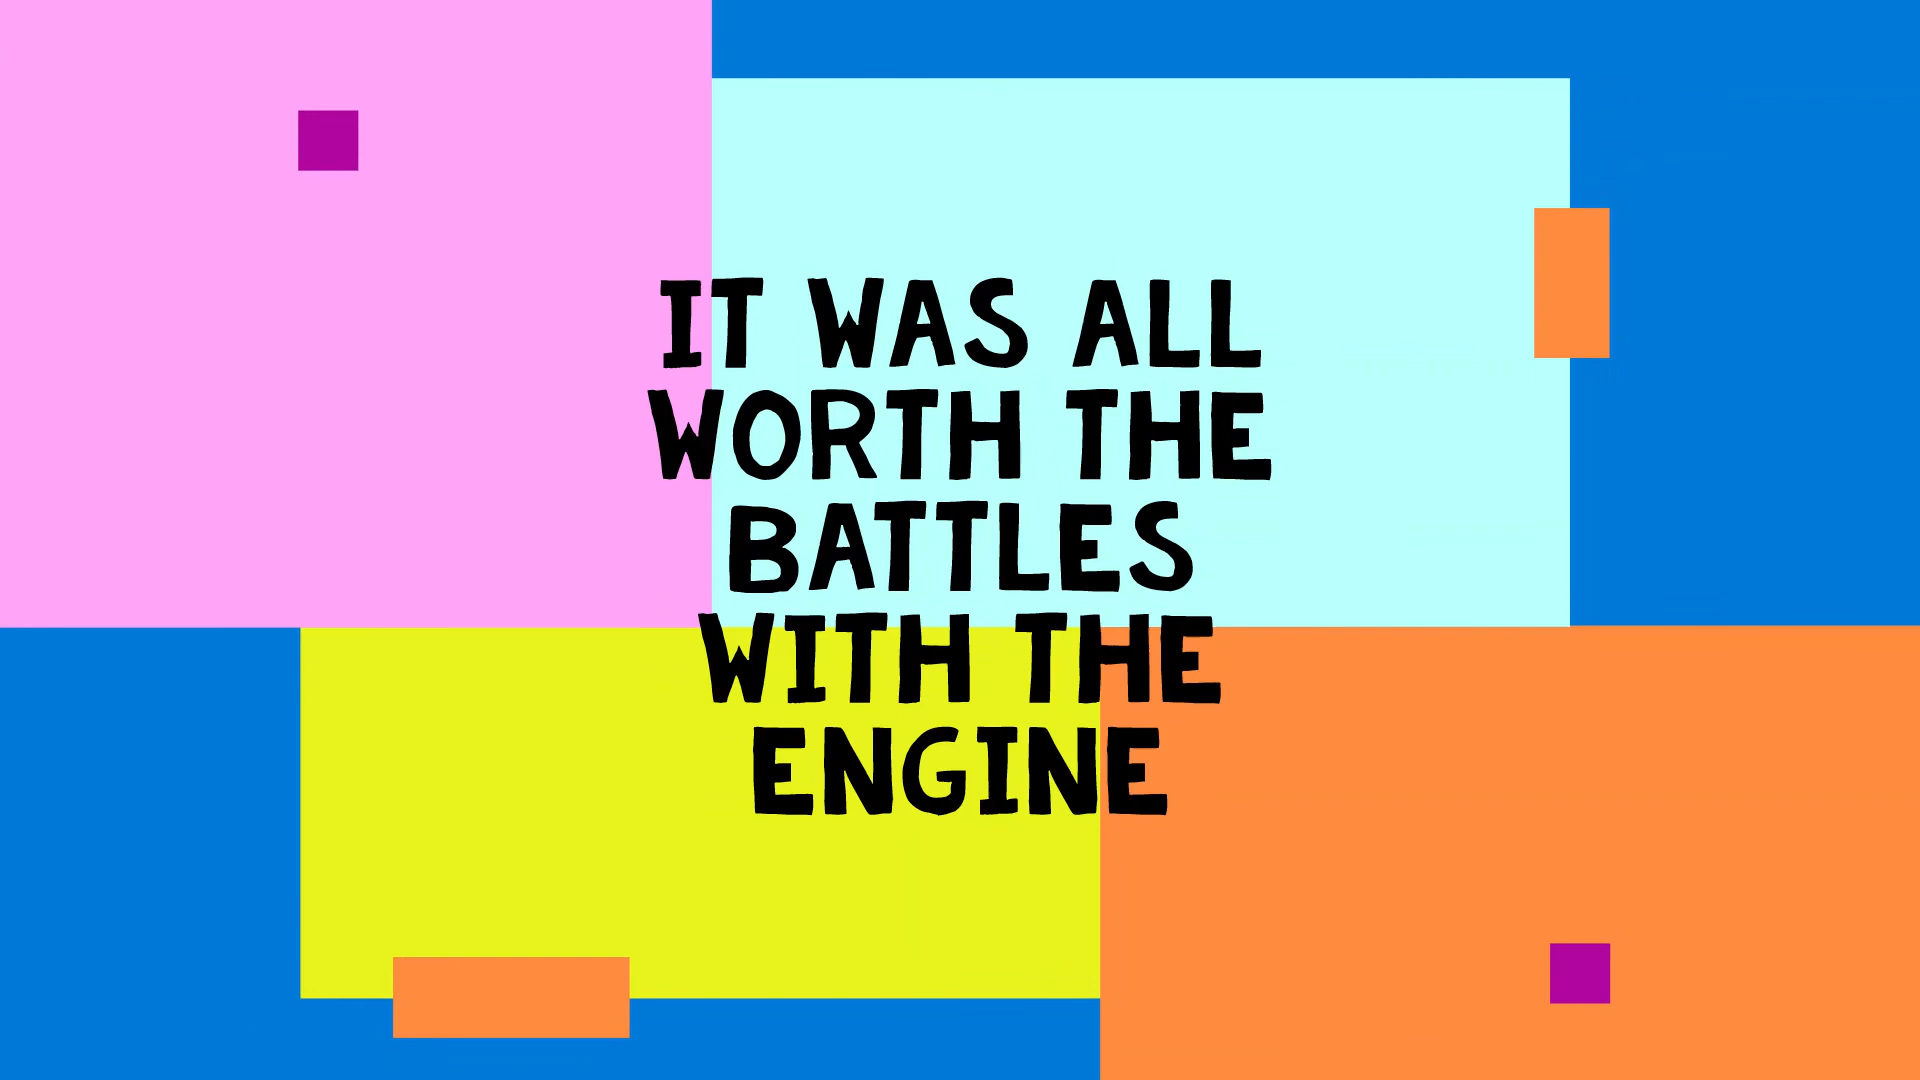 IT WAS ALL
WORTH THE
BATTLES
WITH THE
ENGINE